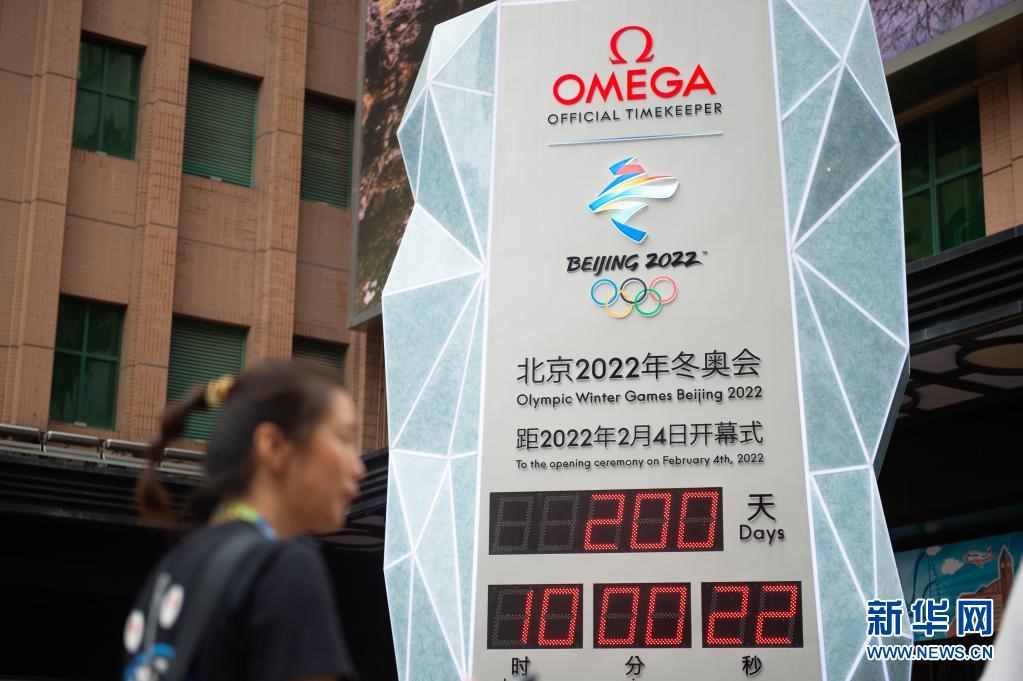 Ω
OMEGA
OFFICIAL TIMEKEEPER
BEIJING 2022™
北京2022年冬奥会
Olympic Winter Games Beijing 2022
距2022年2月4日开幕式
To the opening ceremony on February 4th, 2022
200 天
Days
10 00 22
时 分 秒
新华网
WWW.NEWS.CN